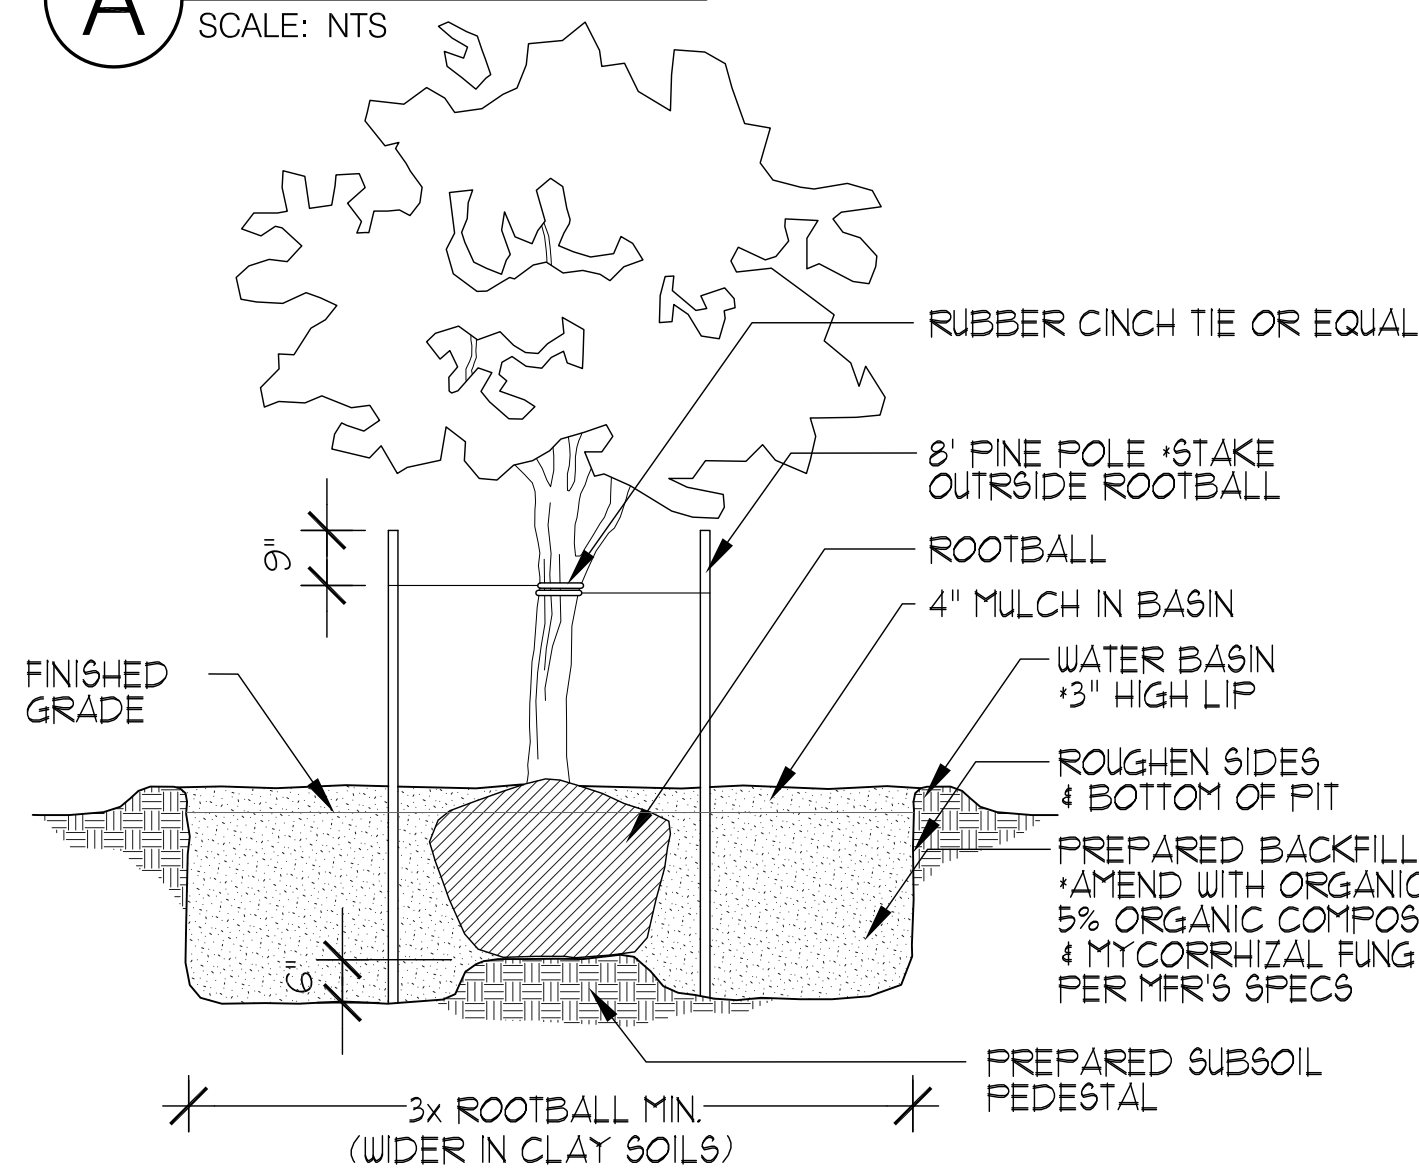 A
SCALE: NTS
RUBBER CINCH TIE OR EQUAL
8' PINE POLE *STAKE
OUTRSIDE ROOTBALL
9"
ROOTBALL
4" MULCH IN BASIN
FINISHED
GRADE
WATER BASIN
*3" HIGH LIP
ROUGHEN SIDES
& BOTTOM OF PIT
PREPARED BACKFILL
*AMEND WITH ORGANIC
5% ORGANIC COMPOS
& MYCORRHIZAL FUNG
PER MFR'S SPECS
6"
PREPARED SUBSOIL
PEDESTAL
3x ROOTBALL MIN.
(WIDER IN CLAY SOILS)